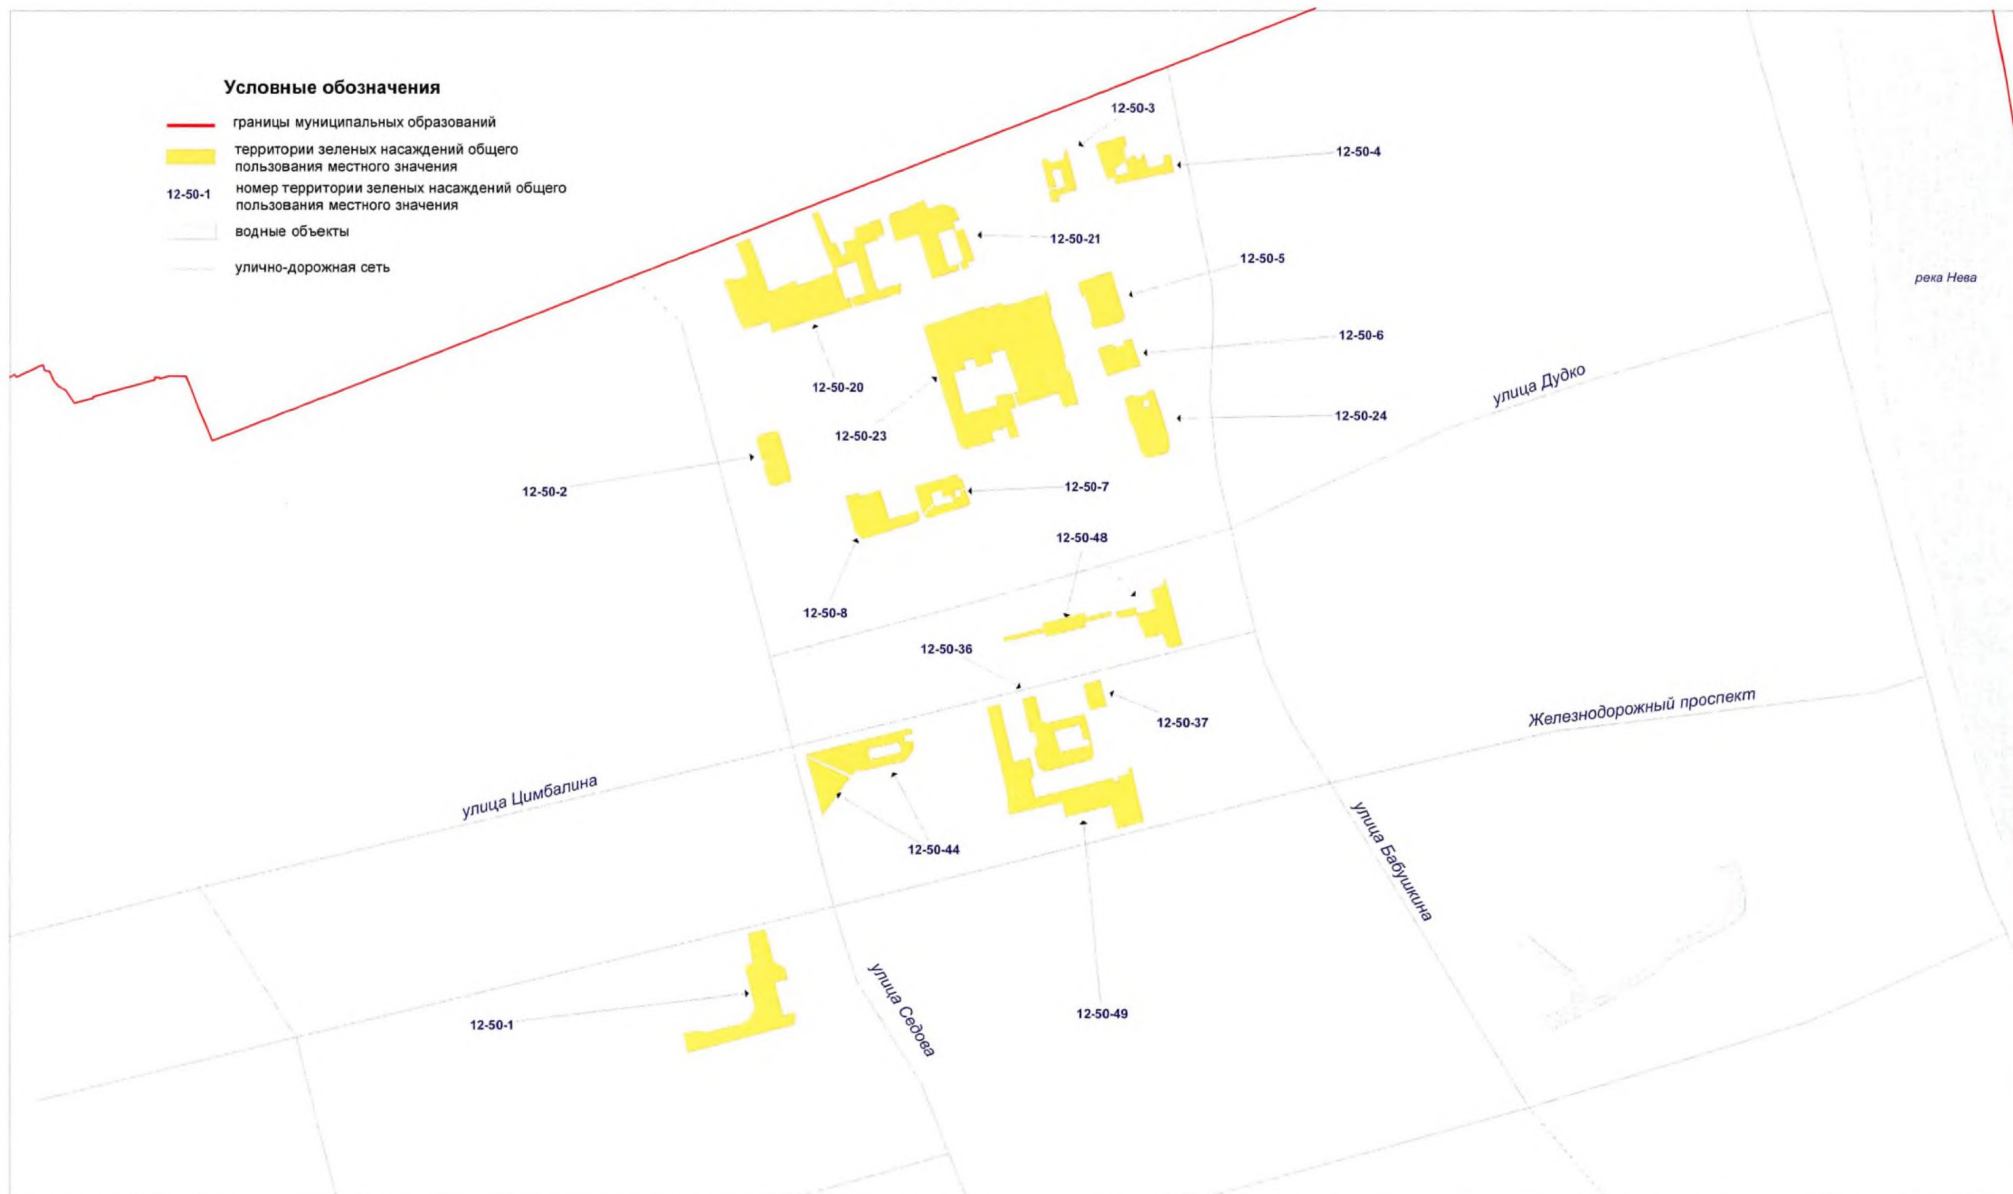 Условные обозначения
границы муниципальных образований
территории зеленых насаждений общего
пользования местного значения
12-50-1
номер территории зеленых насаждений общего
пользования местного значения
водные объекты
улично-дорожная сеть
12-50-3
12-50-4
12-50-21
12-50-5
река Нева
12-50-6
12-50-20
улица Дудко
12-50-24
12-50-23
12-50-2
12-50-7
12-50-48
12-50-8
12-50-36
12-50-37
Железнодорожный проспект
улица Цимбалина
12-50-44
улица Бабушкина
12-50-1
улица Седова
12-50-49